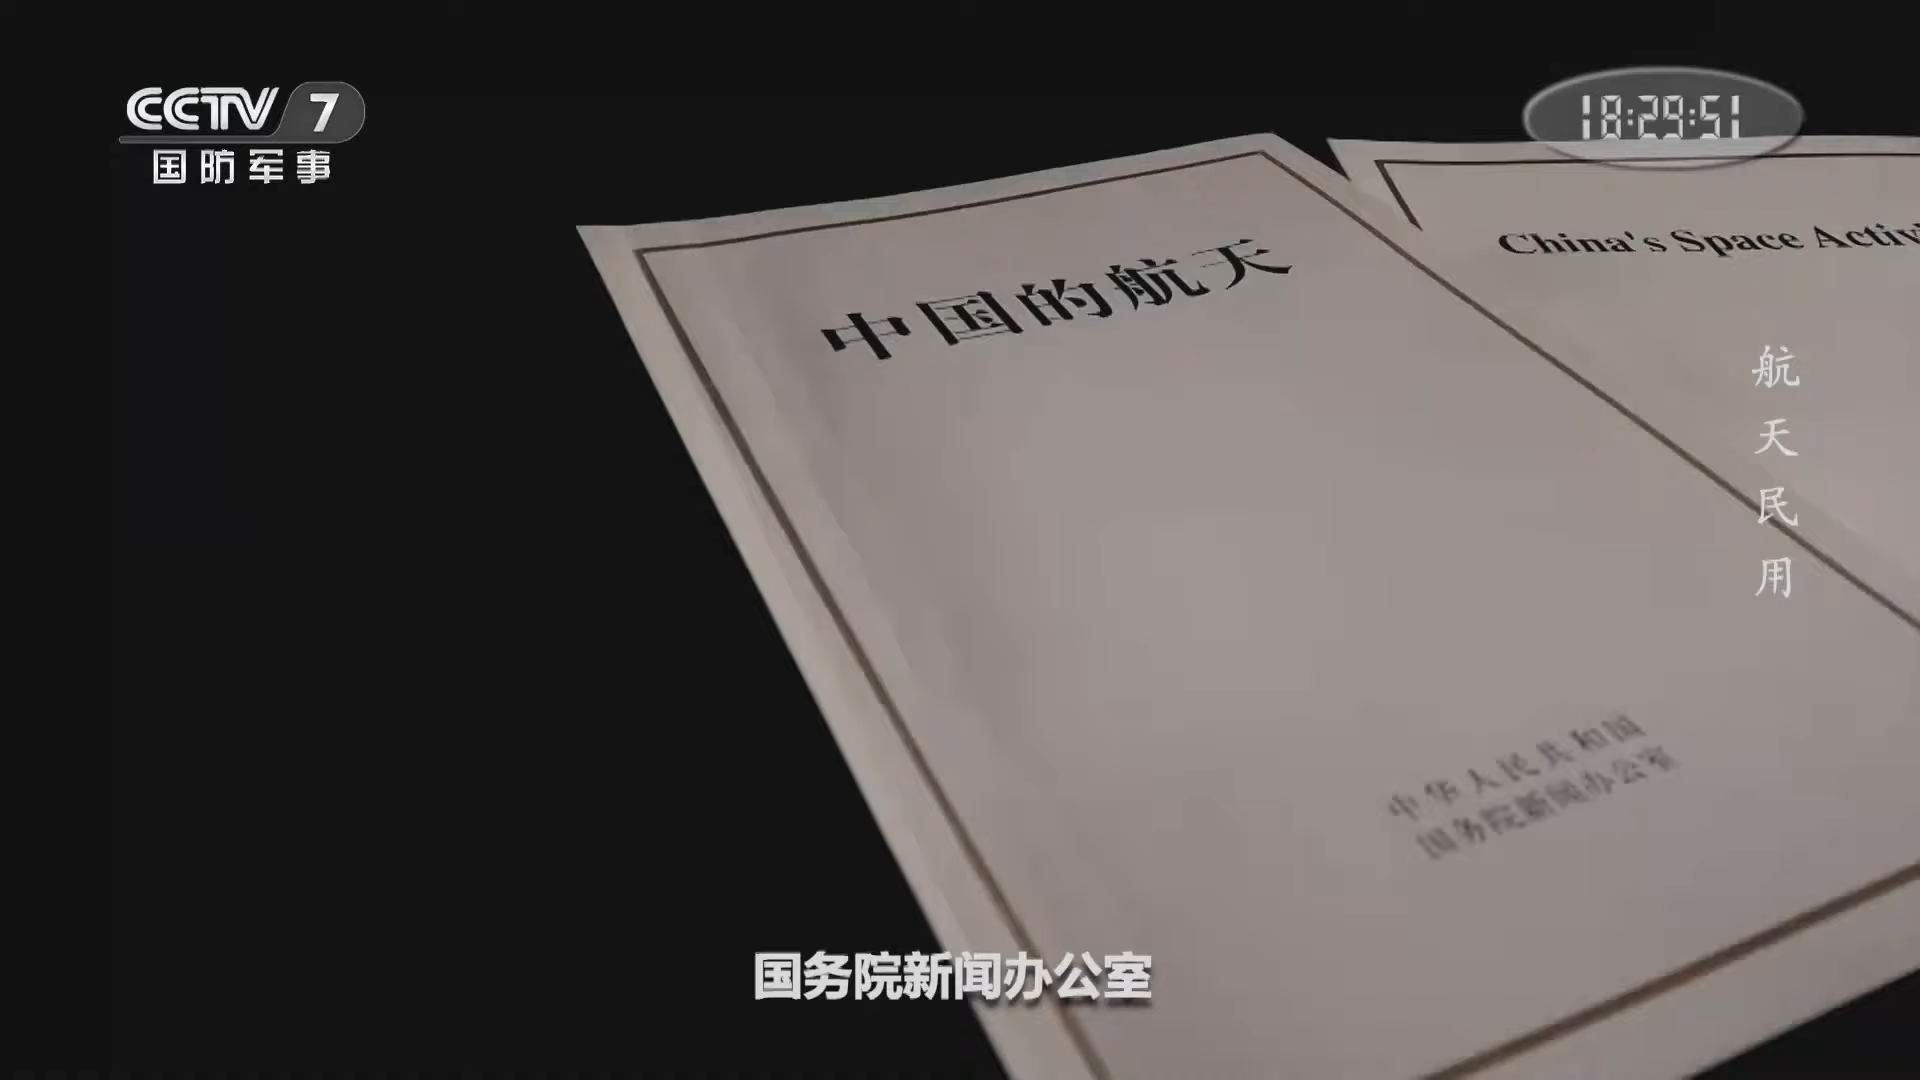 CCTV 7
国防军事
18:29:51
中国的航天
China's Space Activi
航天民用
中华人民共和国
国务院新闻办公室
国务院新闻办公室